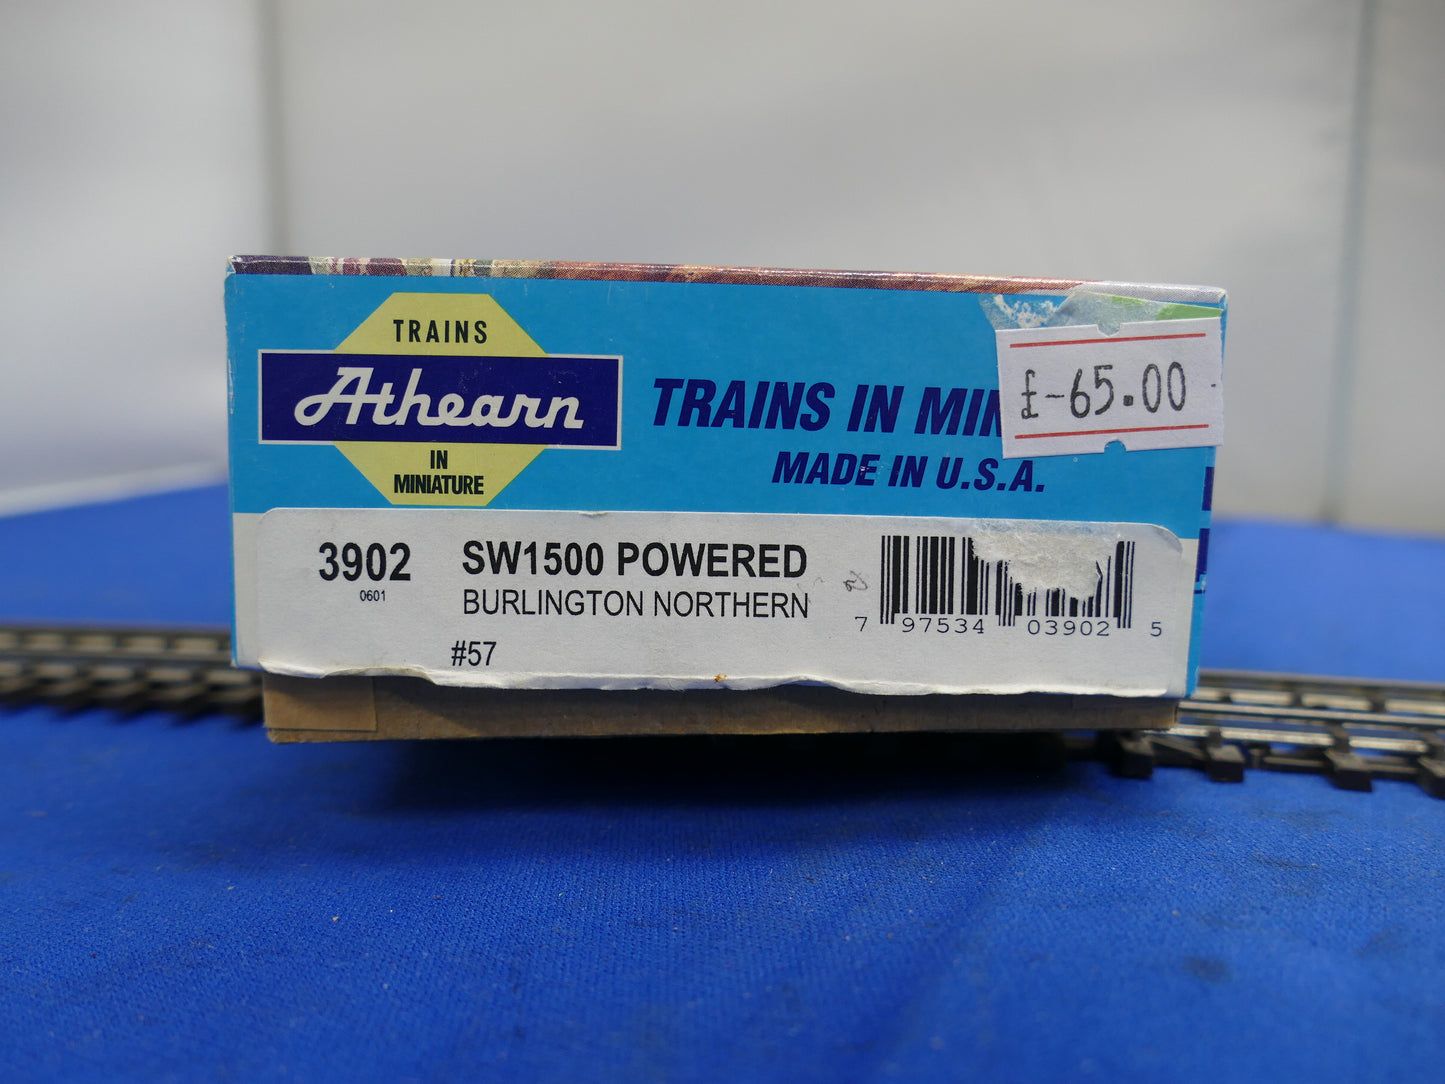 TRAINS
Athearn
IN
MINIATURE
TRAINS IN MIN
MADE IN U.S.A.
£-65.00
3902
0601
SW1500 POWERED
BURLINGTON NORTHERN
#57
7 97534 03902 5